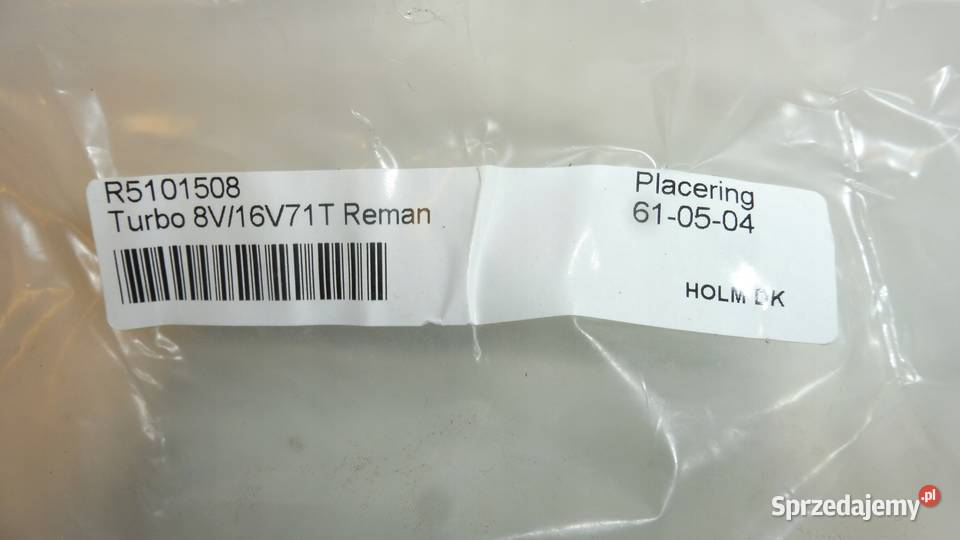 R5101508
Turbo 8V/16V71T Reman
Placering
61-05-04
HOLM DK
Sprzedajemy.pl